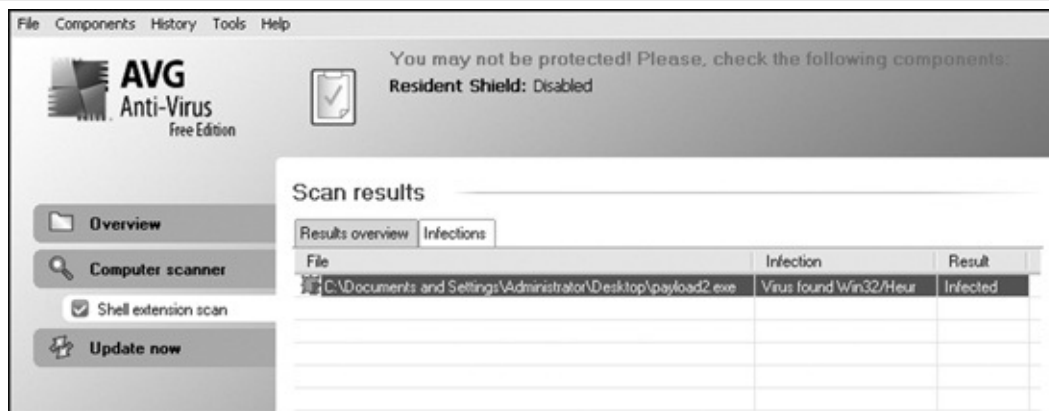 File Components History Tools Help
You may not be protected! Please, check the following components:
Resident Shield: Disabled
AVG
Anti-Virus
Free Edition
Overview
Computer scanner
Shell extension scan
Update now
Scan results
Results overview Infections
File Infection Result
C:\Documents and Settings\Administrator\Desktop\payload2.exe Virus found Win32/Heur Infected